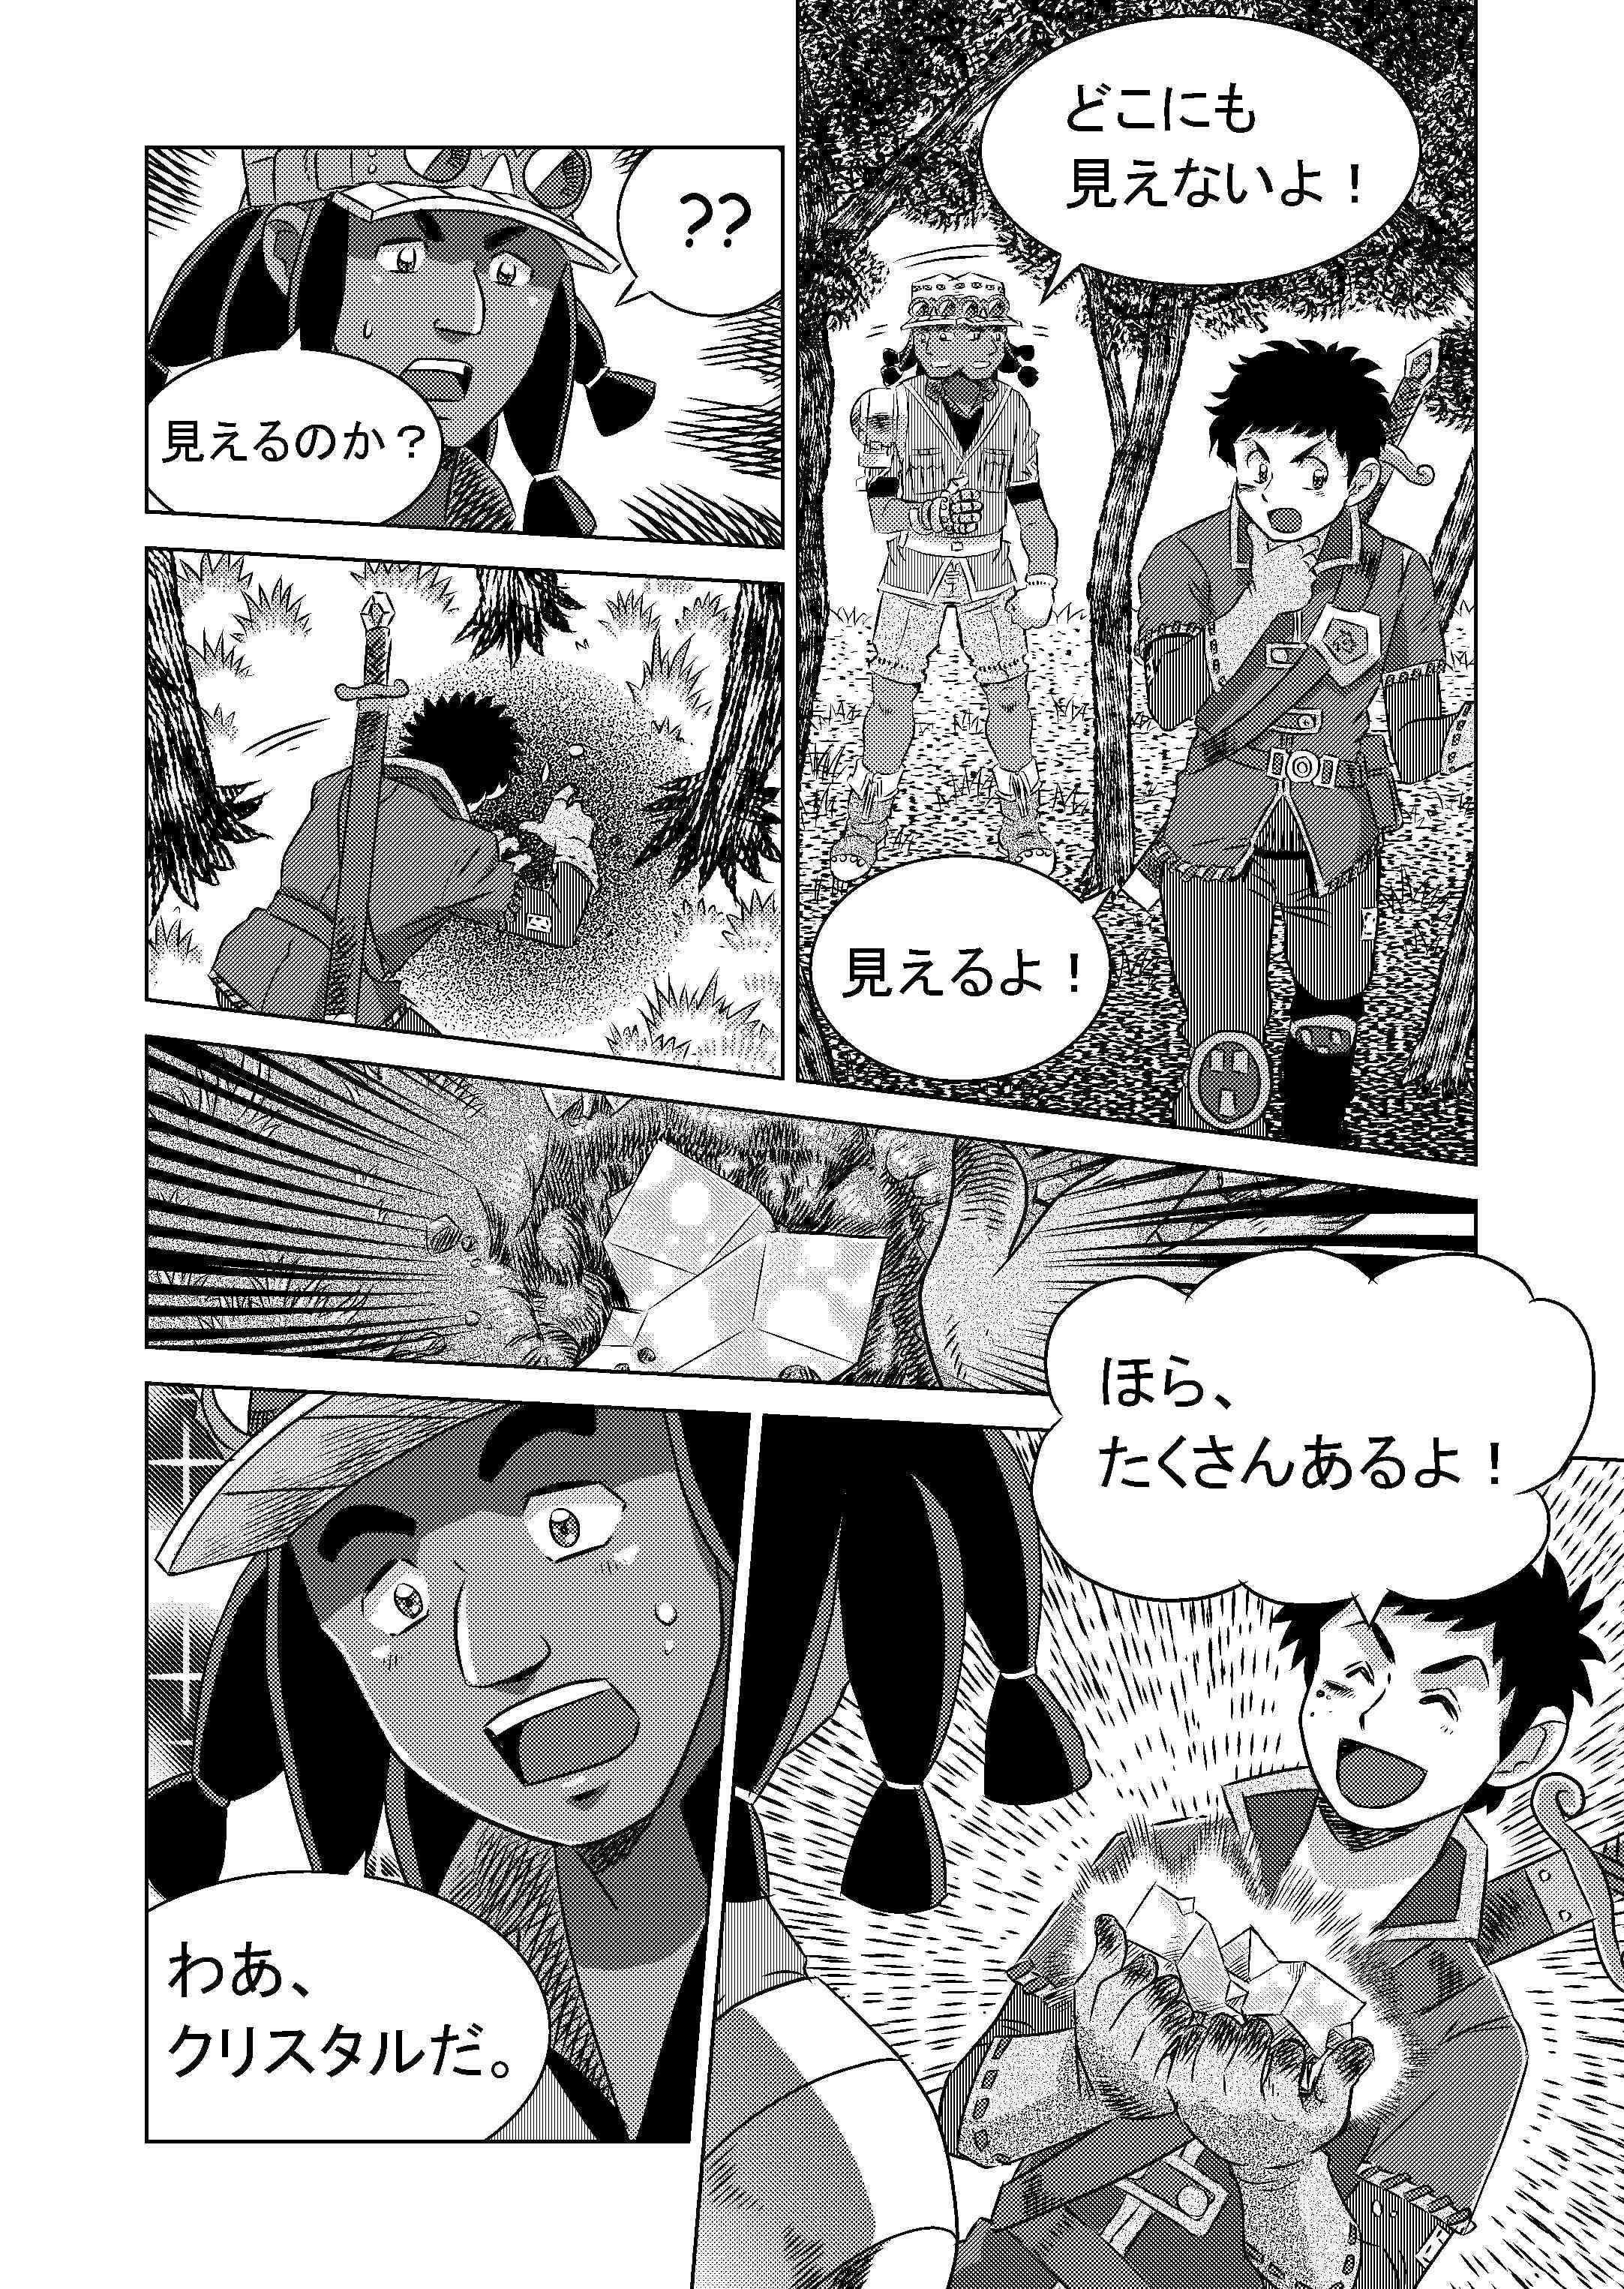 どこにも
見えないよ！
見えるよ！
??
見えるのか？
ほら、
たくさんあるよ！
わあ、
クリスタルだ。